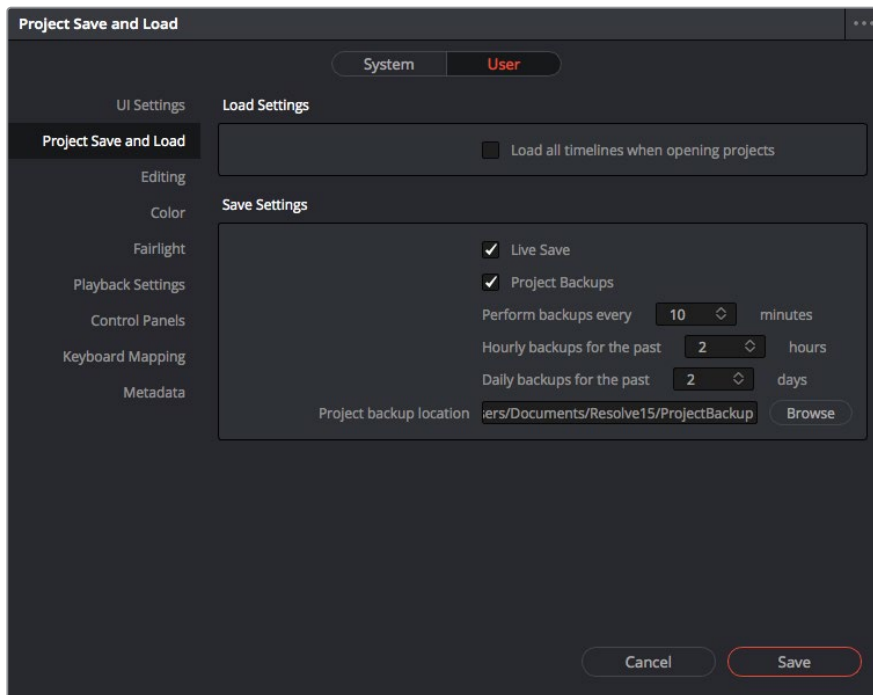 Project Save and Load
System User
UI Settings
Project Save and Load
Editing
Color
Fairlight
Playback Settings
Control Panels
Keyboard Mapping
Metadata
Load Settings
Load all timelines when opening projects
Save Settings
Live Save
Project Backups
Perform backups every 10 minutes
Hourly backups for the past 2 hours
Daily backups for the past 2 days
Project backup location sers/Documents/Resolve15/ProjectBackup Browse
Cancel Save